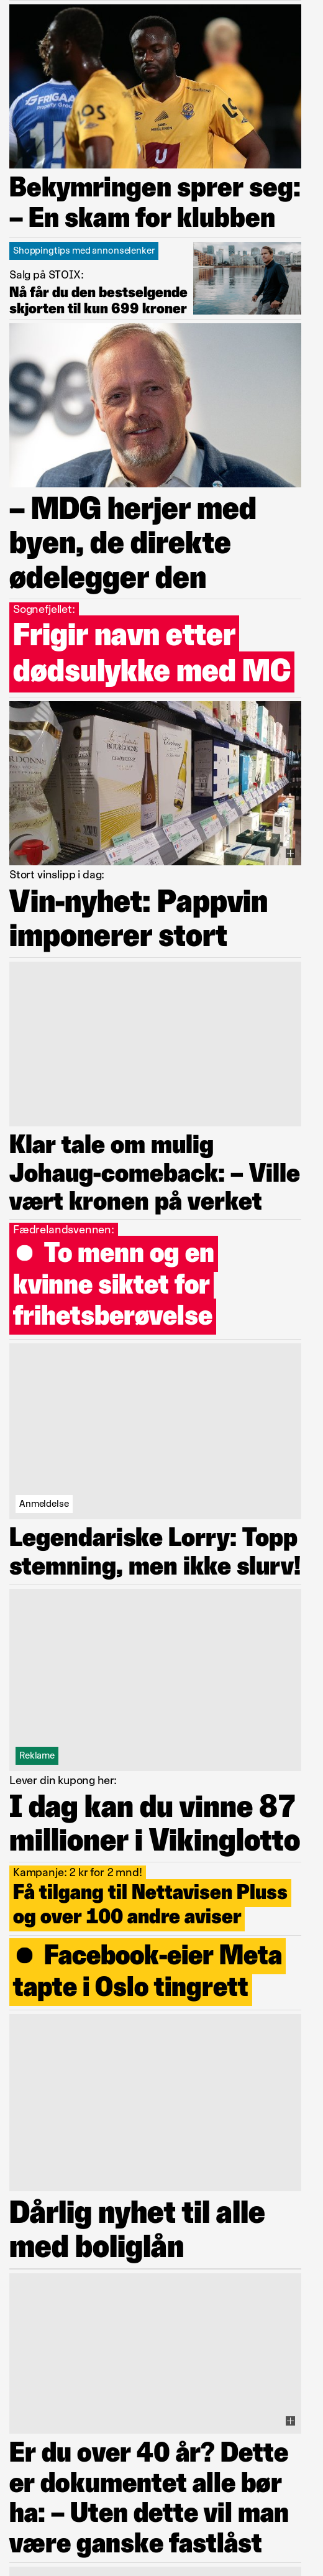 FRIGAARD
Property Group
OS
U
Bekymringen sprer seg:
– En skam for klubben
Shoppingtips med annonselenker
Salg på STOIX:
Nå får du den bestselgende
skjorten til kun 699 kroner
– MDG herjer med
byen, de direkte
ødelegger den
Sognefjellet:
Frigir navn etter
dødsulykke med MC
BOURGOGNE
CHARDONNAY
Stort vinslipp i dag:
Vin-nyhet: Pappvin
imponerer stort
Klar tale om mulig
Johaug-comeback: – Ville
vært kronen på verket
Fædrelandsvennen:
● To menn og en
kvinne siktet for
frihetsberøvelse
Anmeldelse
Legendariske Lorry: Topp
stemning, men ikke slurv!
Reklame
Lever din kupong her:
I dag kan du vinne 87
millioner i Vikinglotto
Kampanje: 2 kr for 2 mnd!
Få tilgang til Nettavisen Pluss
og over 100 andre aviser
● Facebook-eier Meta
tapte i Oslo tingrett
Dårlig nyhet til alle
med boliglån
Er du over 40 år? Dette
er dokumentet alle bør
ha: – Uten dette vil man
være ganske fastlåst